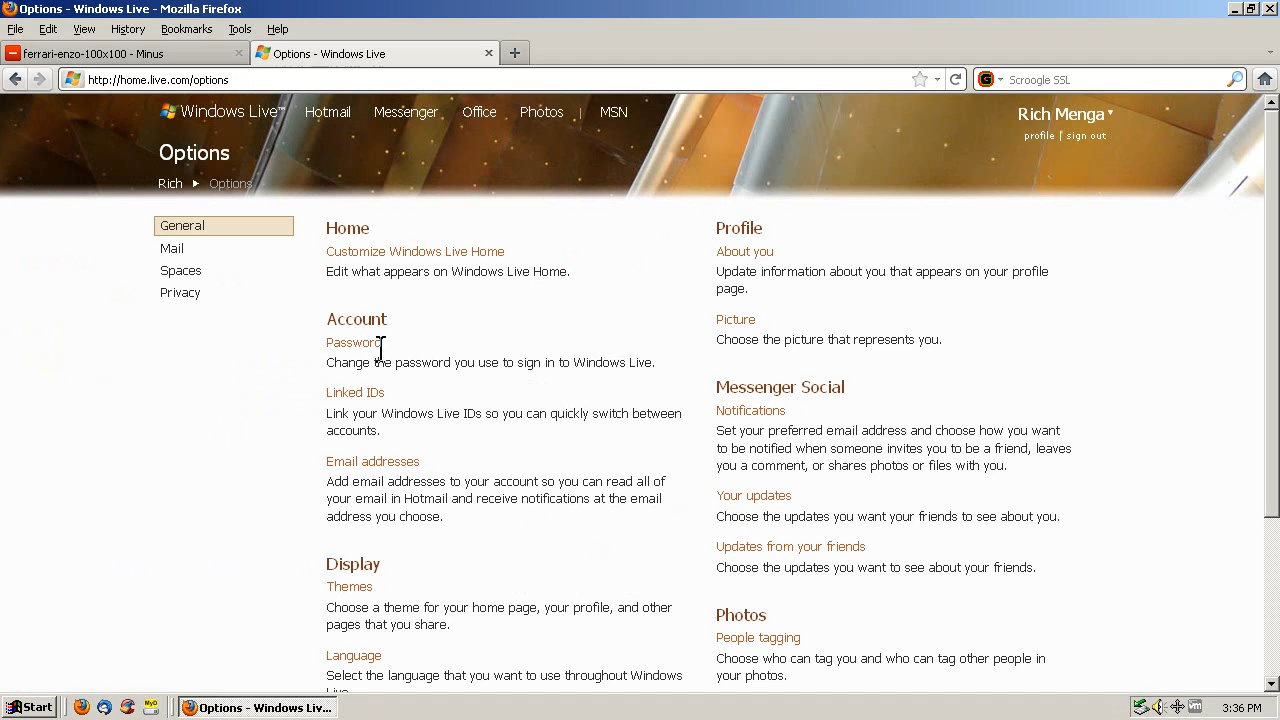 Options - Windows Live - Mozilla Firefox
File Edit View History Bookmarks Tools Help
ferrari-enzo-100x100 - Minus
Options - Windows Live
http://home.live.com/options
Scroogle SSL
Windows Live™ Hotmail Messenger Office Photos | MSN
Rich Menga
profile | sign out
Options
Rich Options
General
Mail
Spaces
Privacy
Home
Customize Windows Live Home
Edit what appears on Windows Live Home.
Account
Password
Change the password you use to sign in to Windows Live.
Linked IDs
Link your Windows Live IDs so you can quickly switch between
accounts.
Email addresses
Add email addresses to your account so you can read all of
your email in Hotmail and receive notifications at the email
address you choose.
Display
Themes
Choose a theme for your home page, your profile, and other
pages that you share.
Language
Select the language that you want to use throughout Windows
Live.
Profile
About you
Update information about you that appears on your profile
page.
Picture
Choose the picture that represents you.
Messenger Social
Notifications
Set your preferred email address and choose how you want
to be notified when someone invites you to be a friend, leaves
you a comment, or shares photos or files with you.
Your updates
Choose the updates you want your friends to see about you.
Updates from your friends
Choose the updates you want to see about your friends.
Photos
People tagging
Choose who can tag you and who can tag other people in
your photos.
Start
MyD
Options - Windows Liv...
vm
3:36 PM